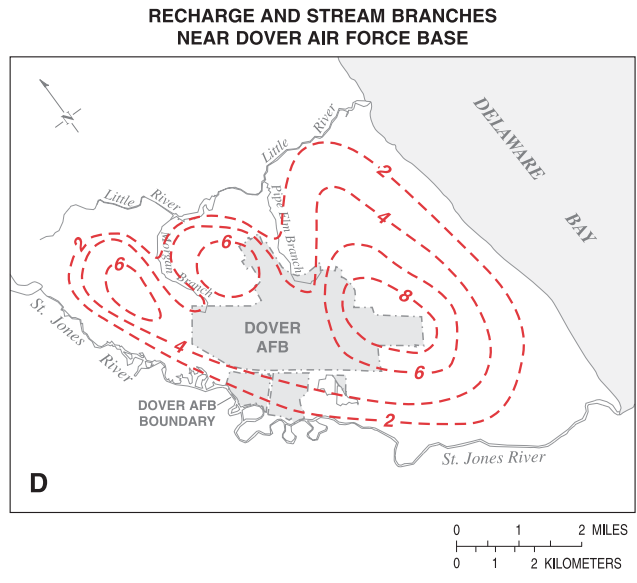 RECHARGE AND STREAM BRANCHES
NEAR DOVER AIR FORCE BASE
N
DELAWARE
BAY
Little River
Little River
Pipe Elm Branch
Morgan Branch
2
4
2
6
6
8
6
4
2
DOVER
AFB
St. Jones River
DOVER AFB
BOUNDARY
St. Jones River
D
0 1 2 MILES
0 1 2 KILOMETERS